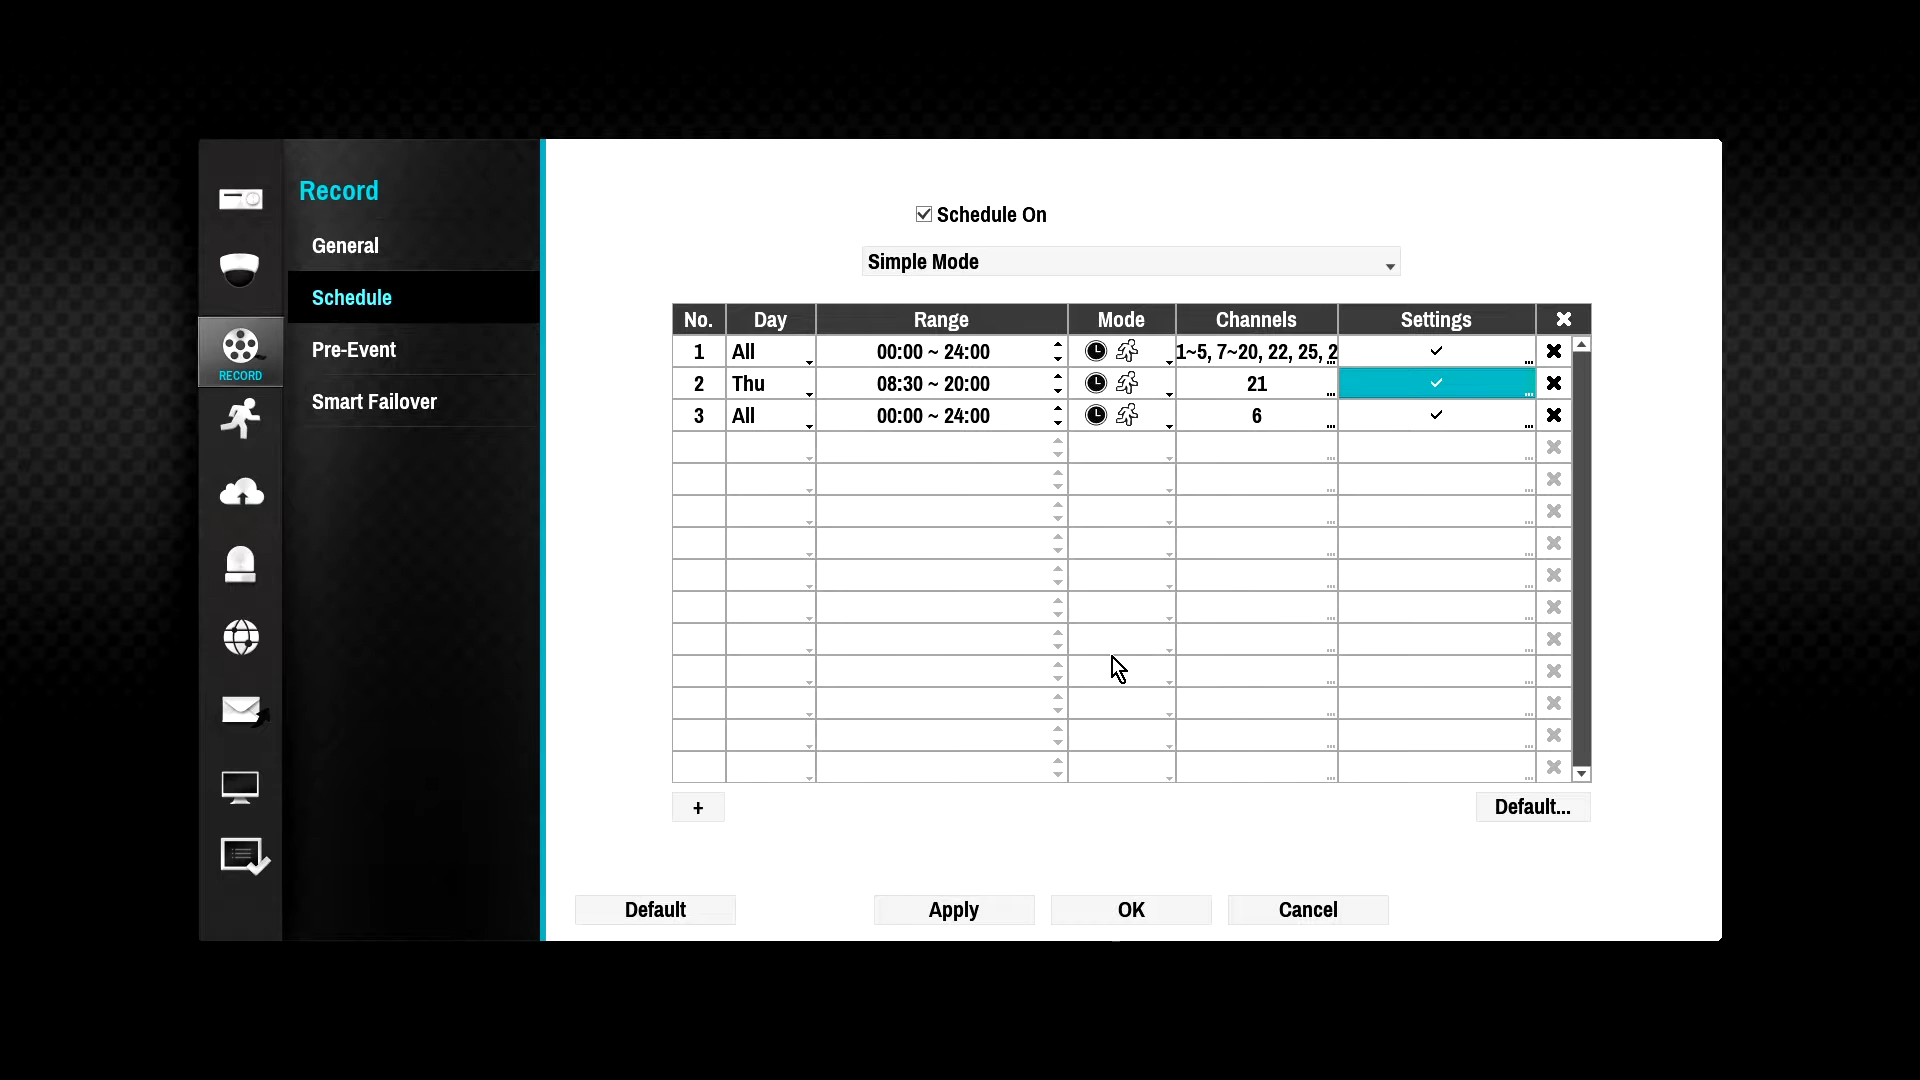 Record
General
Schedule
Pre-Event
Smart Failover
RECORD
Schedule On
Simple Mode
No. Day Range Mode Channels Settings
1 All 00:00 ~ 24:00 1~5, 7~20, 22, 25, 2
2 Thu 08:30 ~ 20:00 21
3 All 00:00 ~ 24:00 6
+ Default...
Default Apply OK Cancel